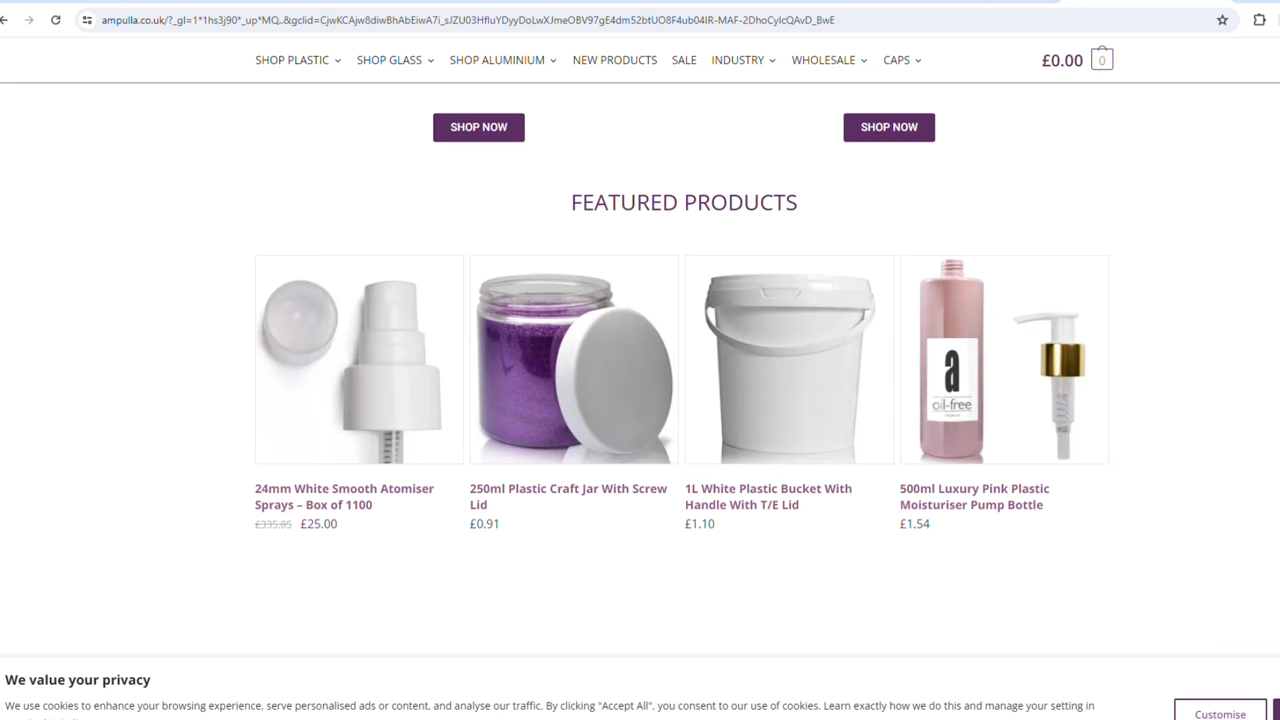 ampulla.co.uk/?_gl=1*1hs3j90*_up*MQ..&gclid=CjwKCAjw8diwBhAbEiwA7i_sJZU03HfluYDyyDoLwXJmeOBV97gE4dm52btUO8F4ub04IR-MAF-2DhoCylcQAvD_BwE
SHOP PLASTIC SHOP GLASS SHOP ALUMINIUM NEW PRODUCTS SALE INDUSTRY WHOLESALE CAPS £0.00 0
SHOP NOW SHOP NOW
FEATURED PRODUCTS
a
oil-free
24mm White Smooth Atomiser
Sprays – Box of 1100
£335.85 £25.00
250ml Plastic Craft Jar With Screw
Lid
£0.91
1L White Plastic Bucket With
Handle With T/E Lid
£1.10
500ml Luxury Pink Plastic
Moisturiser Pump Bottle
£1.54
We value your privacy
We use cookies to enhance your browsing experience, serve personalised ads or content, and analyse our traffic. By clicking "Accept All", you consent to our use of cookies. Learn exactly how we do this and manage your setting in
Customise